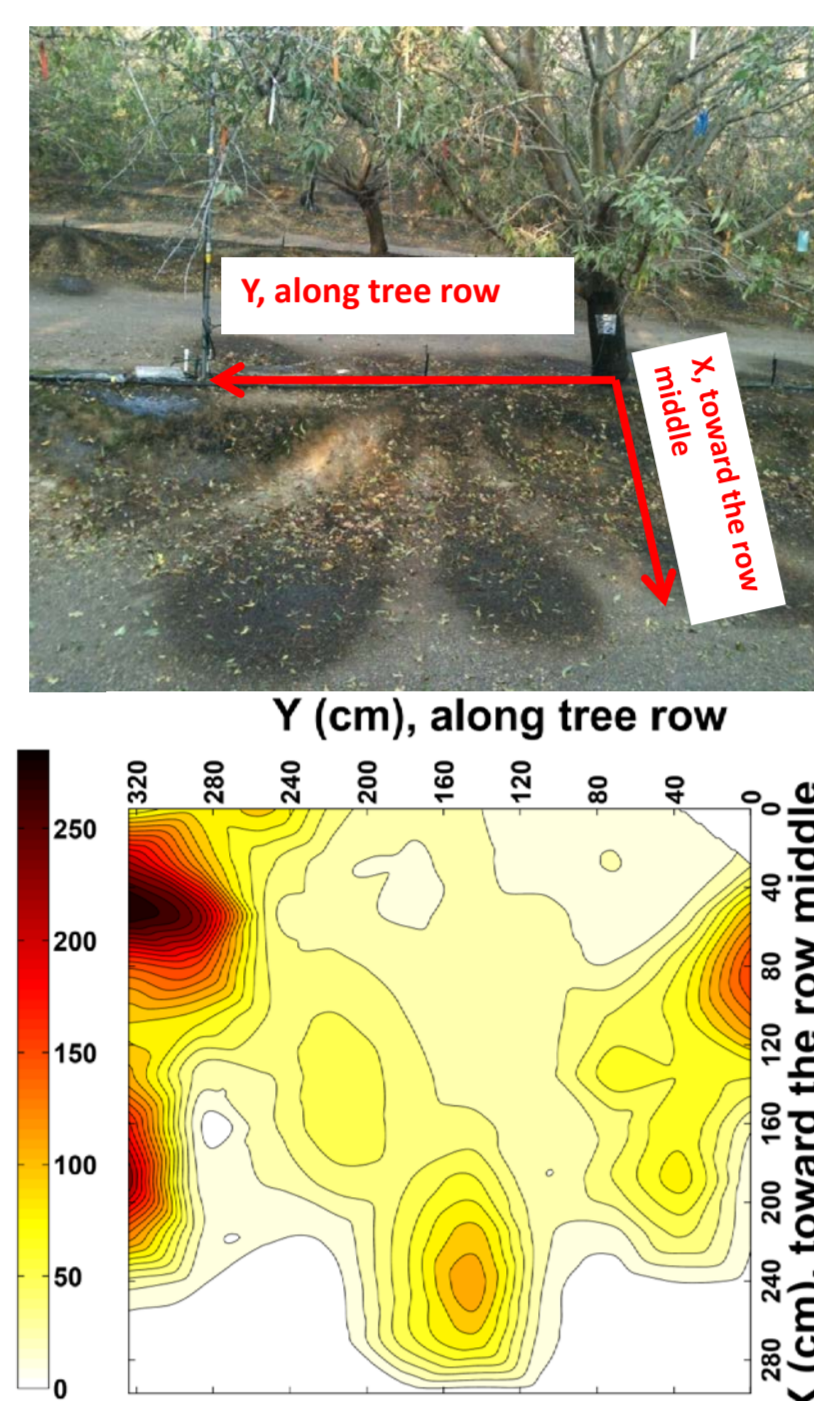 Y, along tree row
X, toward the row
middle
Y (cm), along tree row
320 280 240 200 160 120 80 40 0
250
200
150
100
50
0
0
40
80
120
160
200
240
280
(cm), toward the row middle